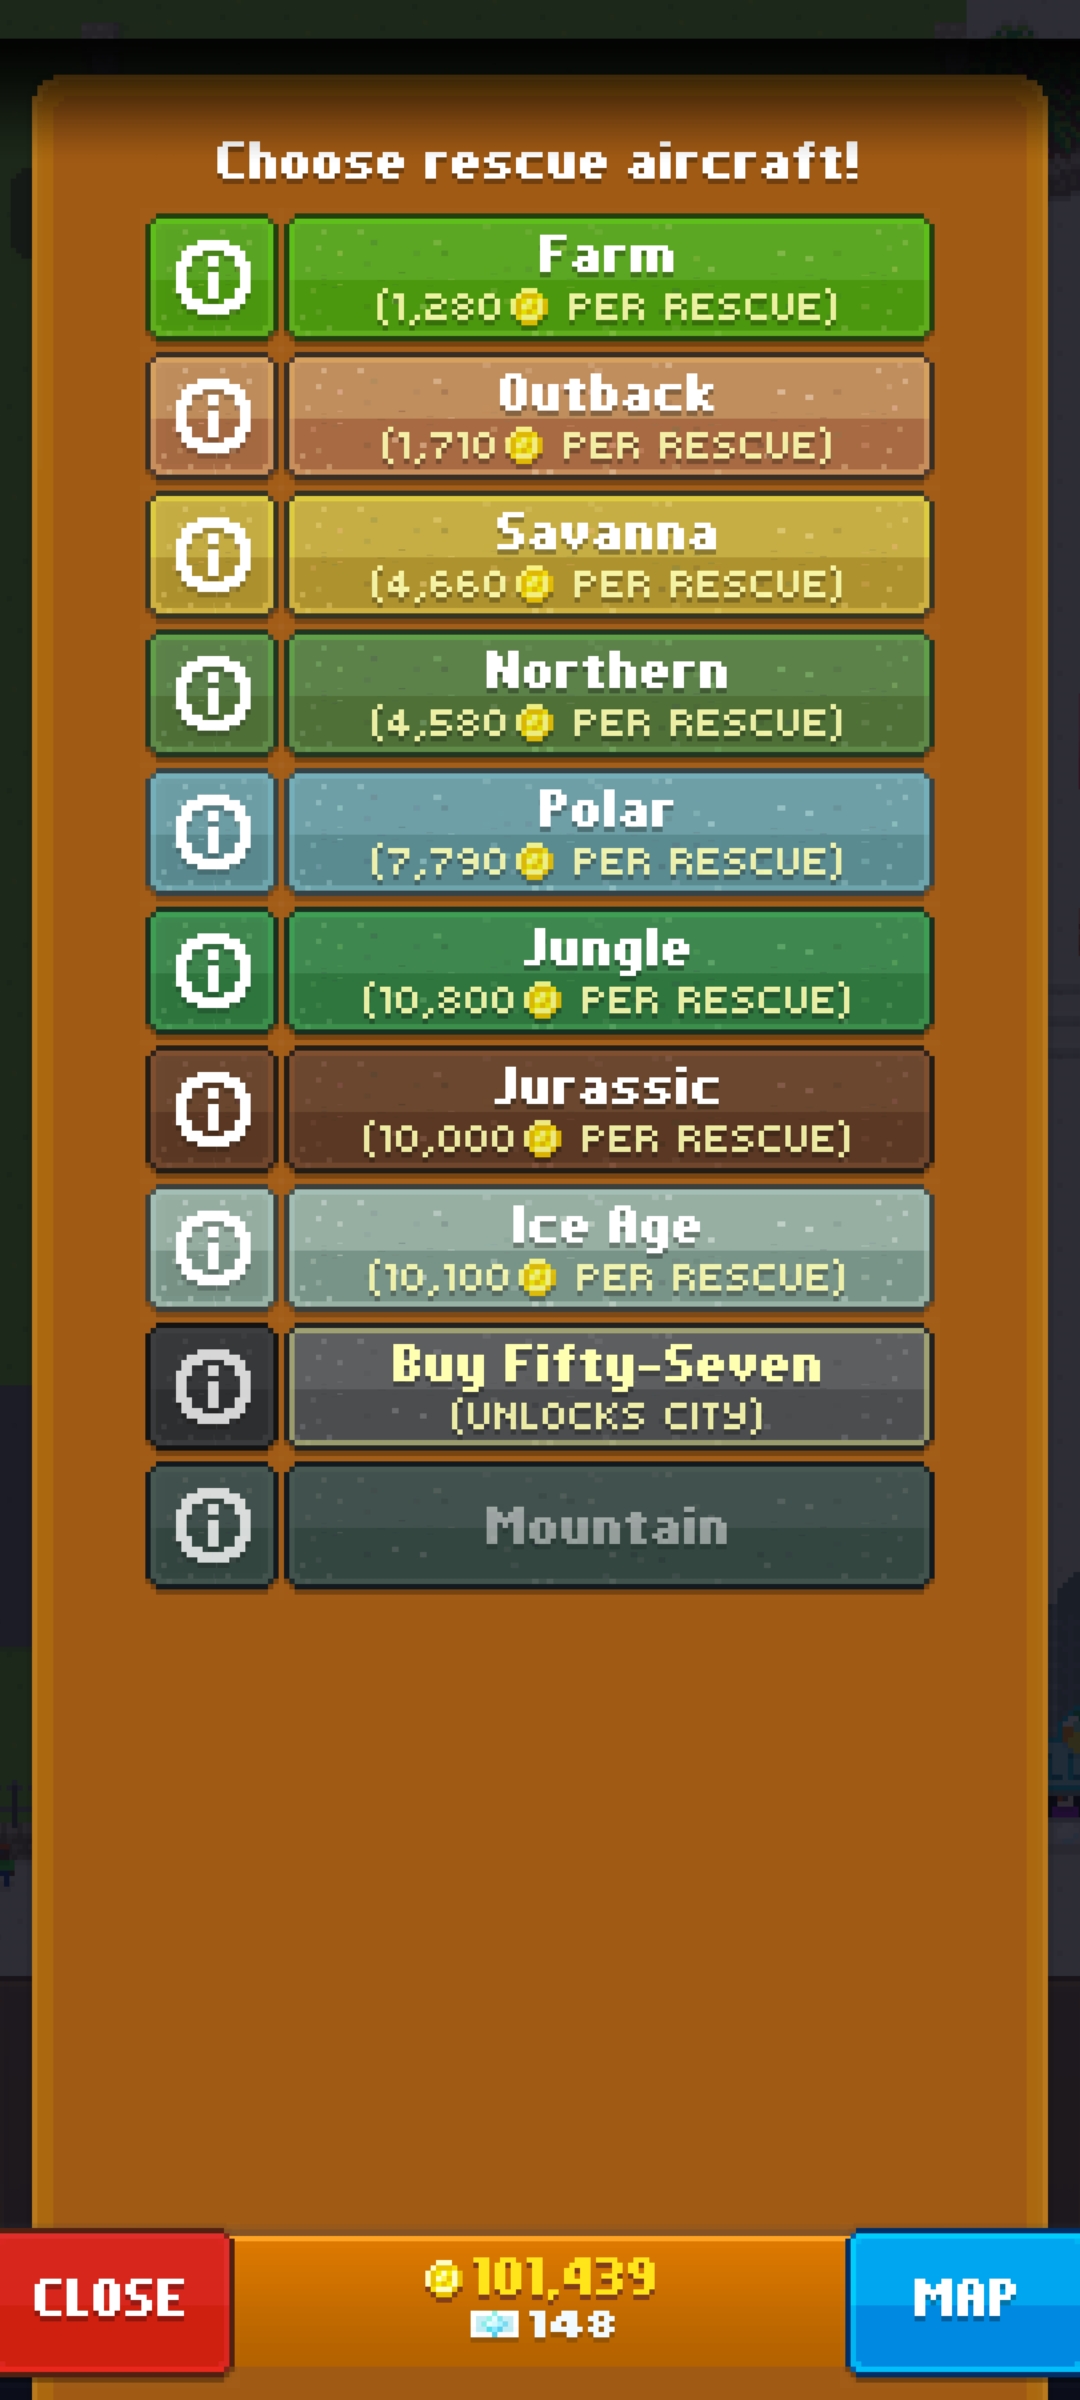 Choose rescue aircraft!
Farm
(1,280 PER RESCUE)
Outback
(1,710 PER RESCUE)
Savanna
(4,660 PER RESCUE)
Northern
(4,580 PER RESCUE)
Polar
(7,790 PER RESCUE)
Jungle
(10,800 PER RESCUE)
Jurassic
(10,000 PER RESCUE)
Ice Age
(10,100 PER RESCUE)
Buy Fifty-Seven
(UNLOCKS CITY)
Mountain
CLOSE
101,439
148
MAP